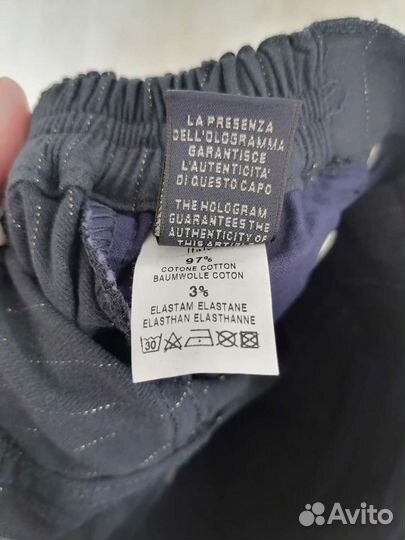 LA PRESENZA
DELL'OLOGRAMMA
GARANTISCE
L'AUTENTICITA'
DI QUESTO CAPO
THE HOLOGRAM
GUARANTEES THE
AUTHENTICITY OF
97%
COTONE COTTON
BAUMWOLLE COTON
3%
ELASTAM ELASTANE
ELASTHAN ELASTHANNE
30
Avito